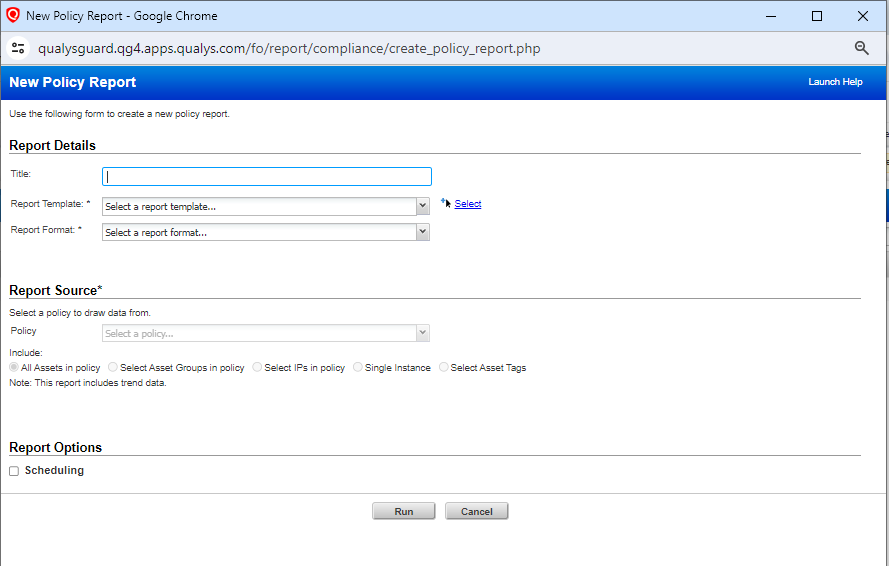 New Policy Report - Google Chrome
qualysguard.qg4.apps.qualys.com/fo/report/compliance/create_policy_report.php
New Policy Report Launch Help
Use the following form to create a new policy report.
Report Details
Title:
Report Template: * Select a report template... Select
Report Format: * Select a report format...
Report Source*
Select a policy to draw data from.
Policy Select a policy...
Include:
All Assets in policy Select Asset Groups in policy Select IPs in policy Single Instance Select Asset Tags
Note: This report includes trend data.
Report Options
Scheduling
Run Cancel